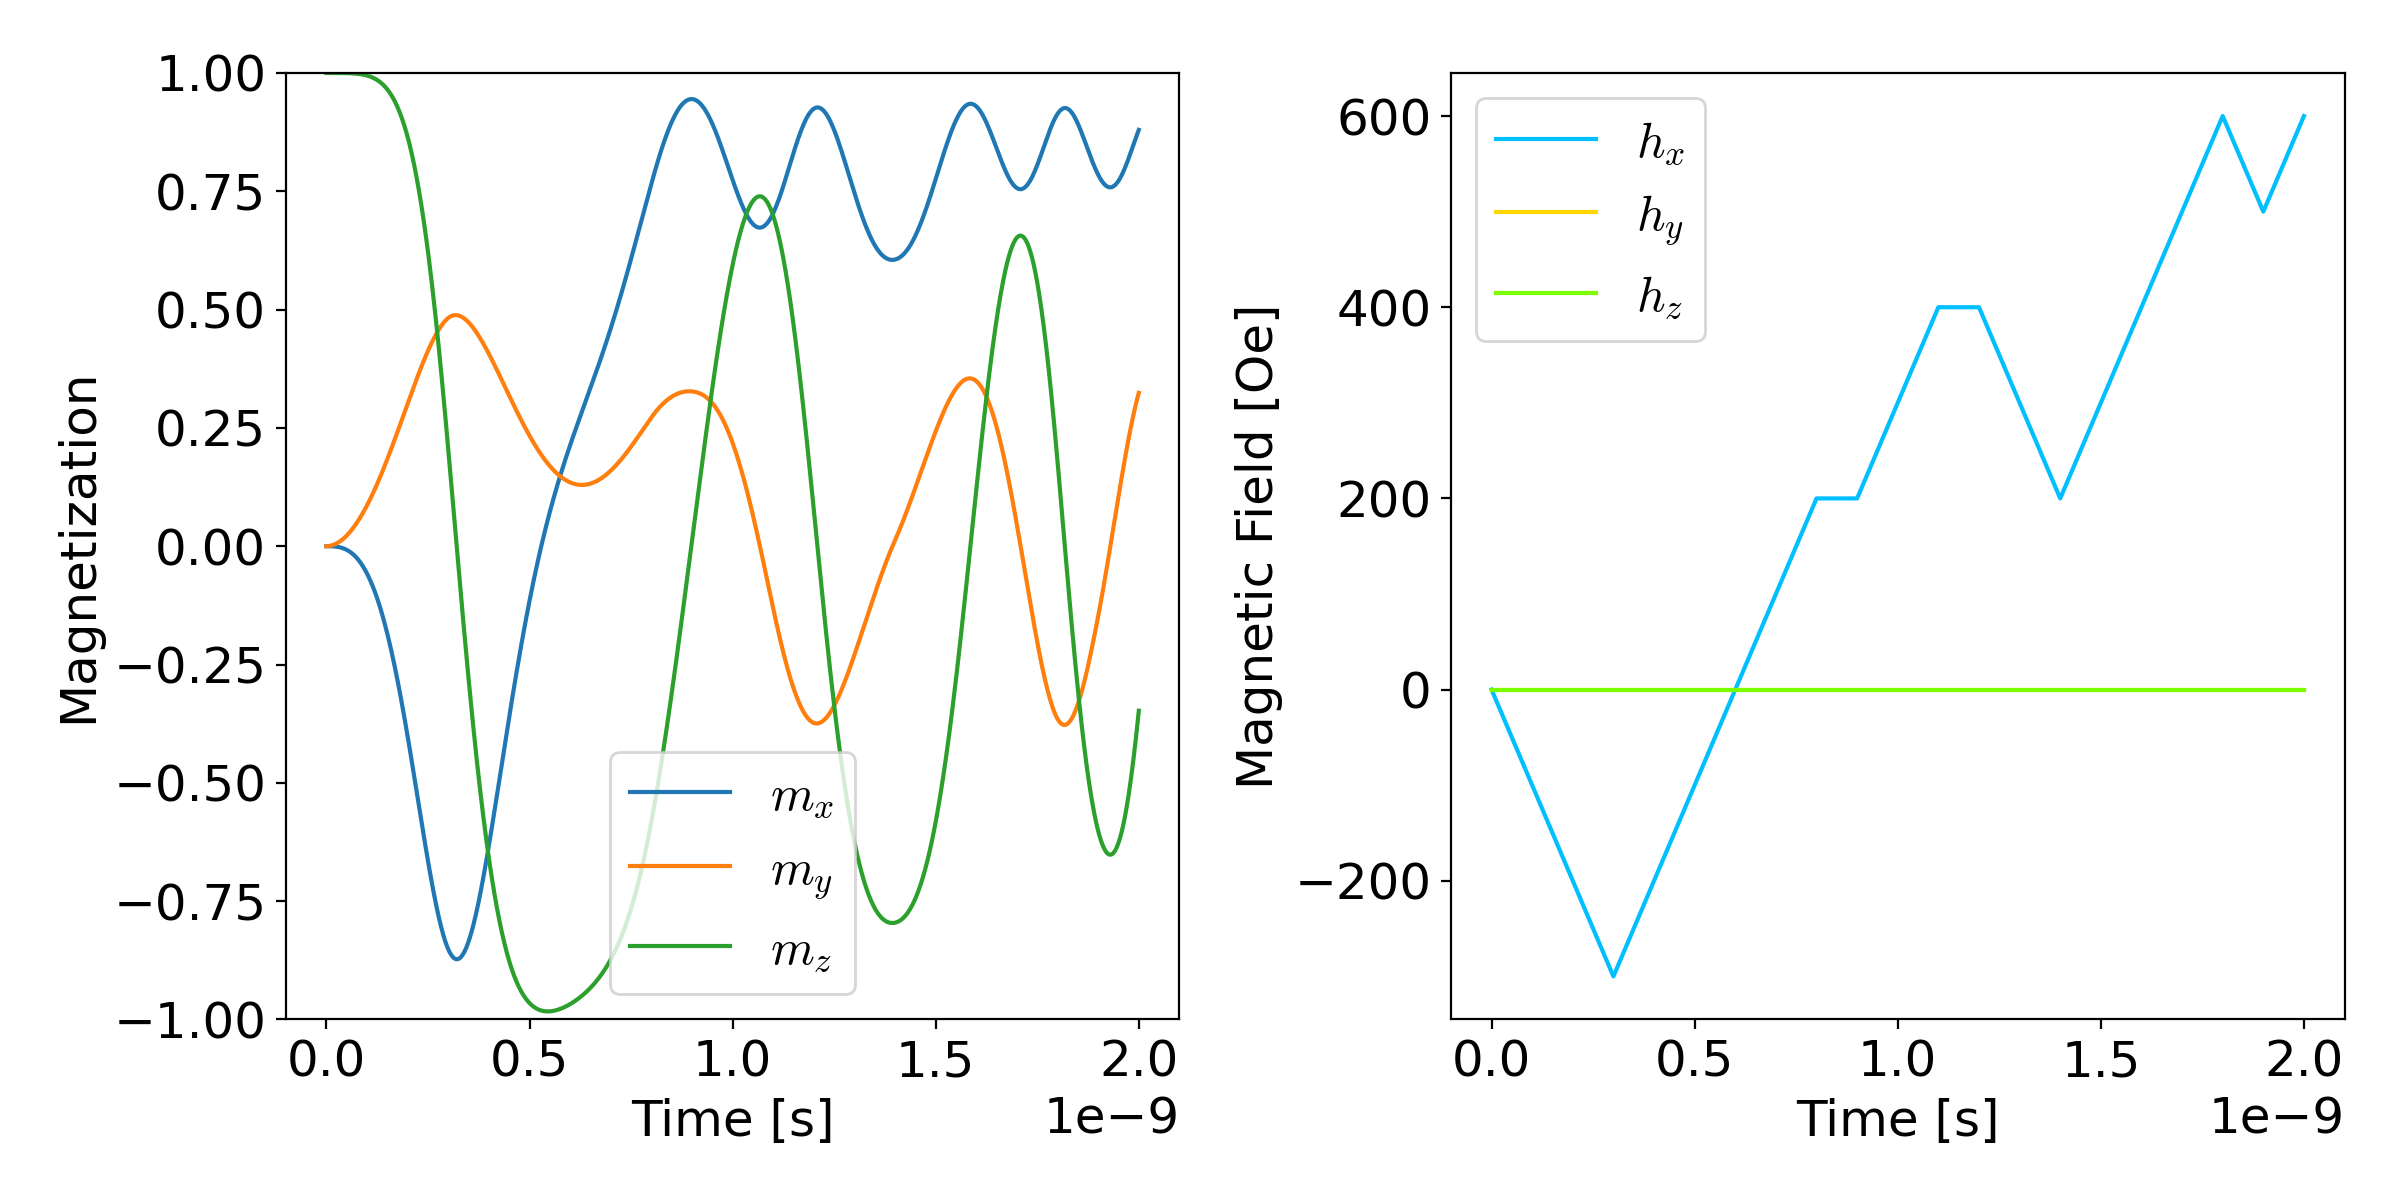 Magnetization
1.00
0.75
0.50
0.25
0.00
−0.25
−0.50
−0.75
−1.00
m_x
m_y
m_z
0.0 0.5 1.0 1.5 2.0
Time [s]
1e−9
Magnetic Field [Oe]
600
400
200
0
−200
h_x
h_y
h_z
0.0 0.5 1.0 1.5 2.0
Time [s]
1e−9